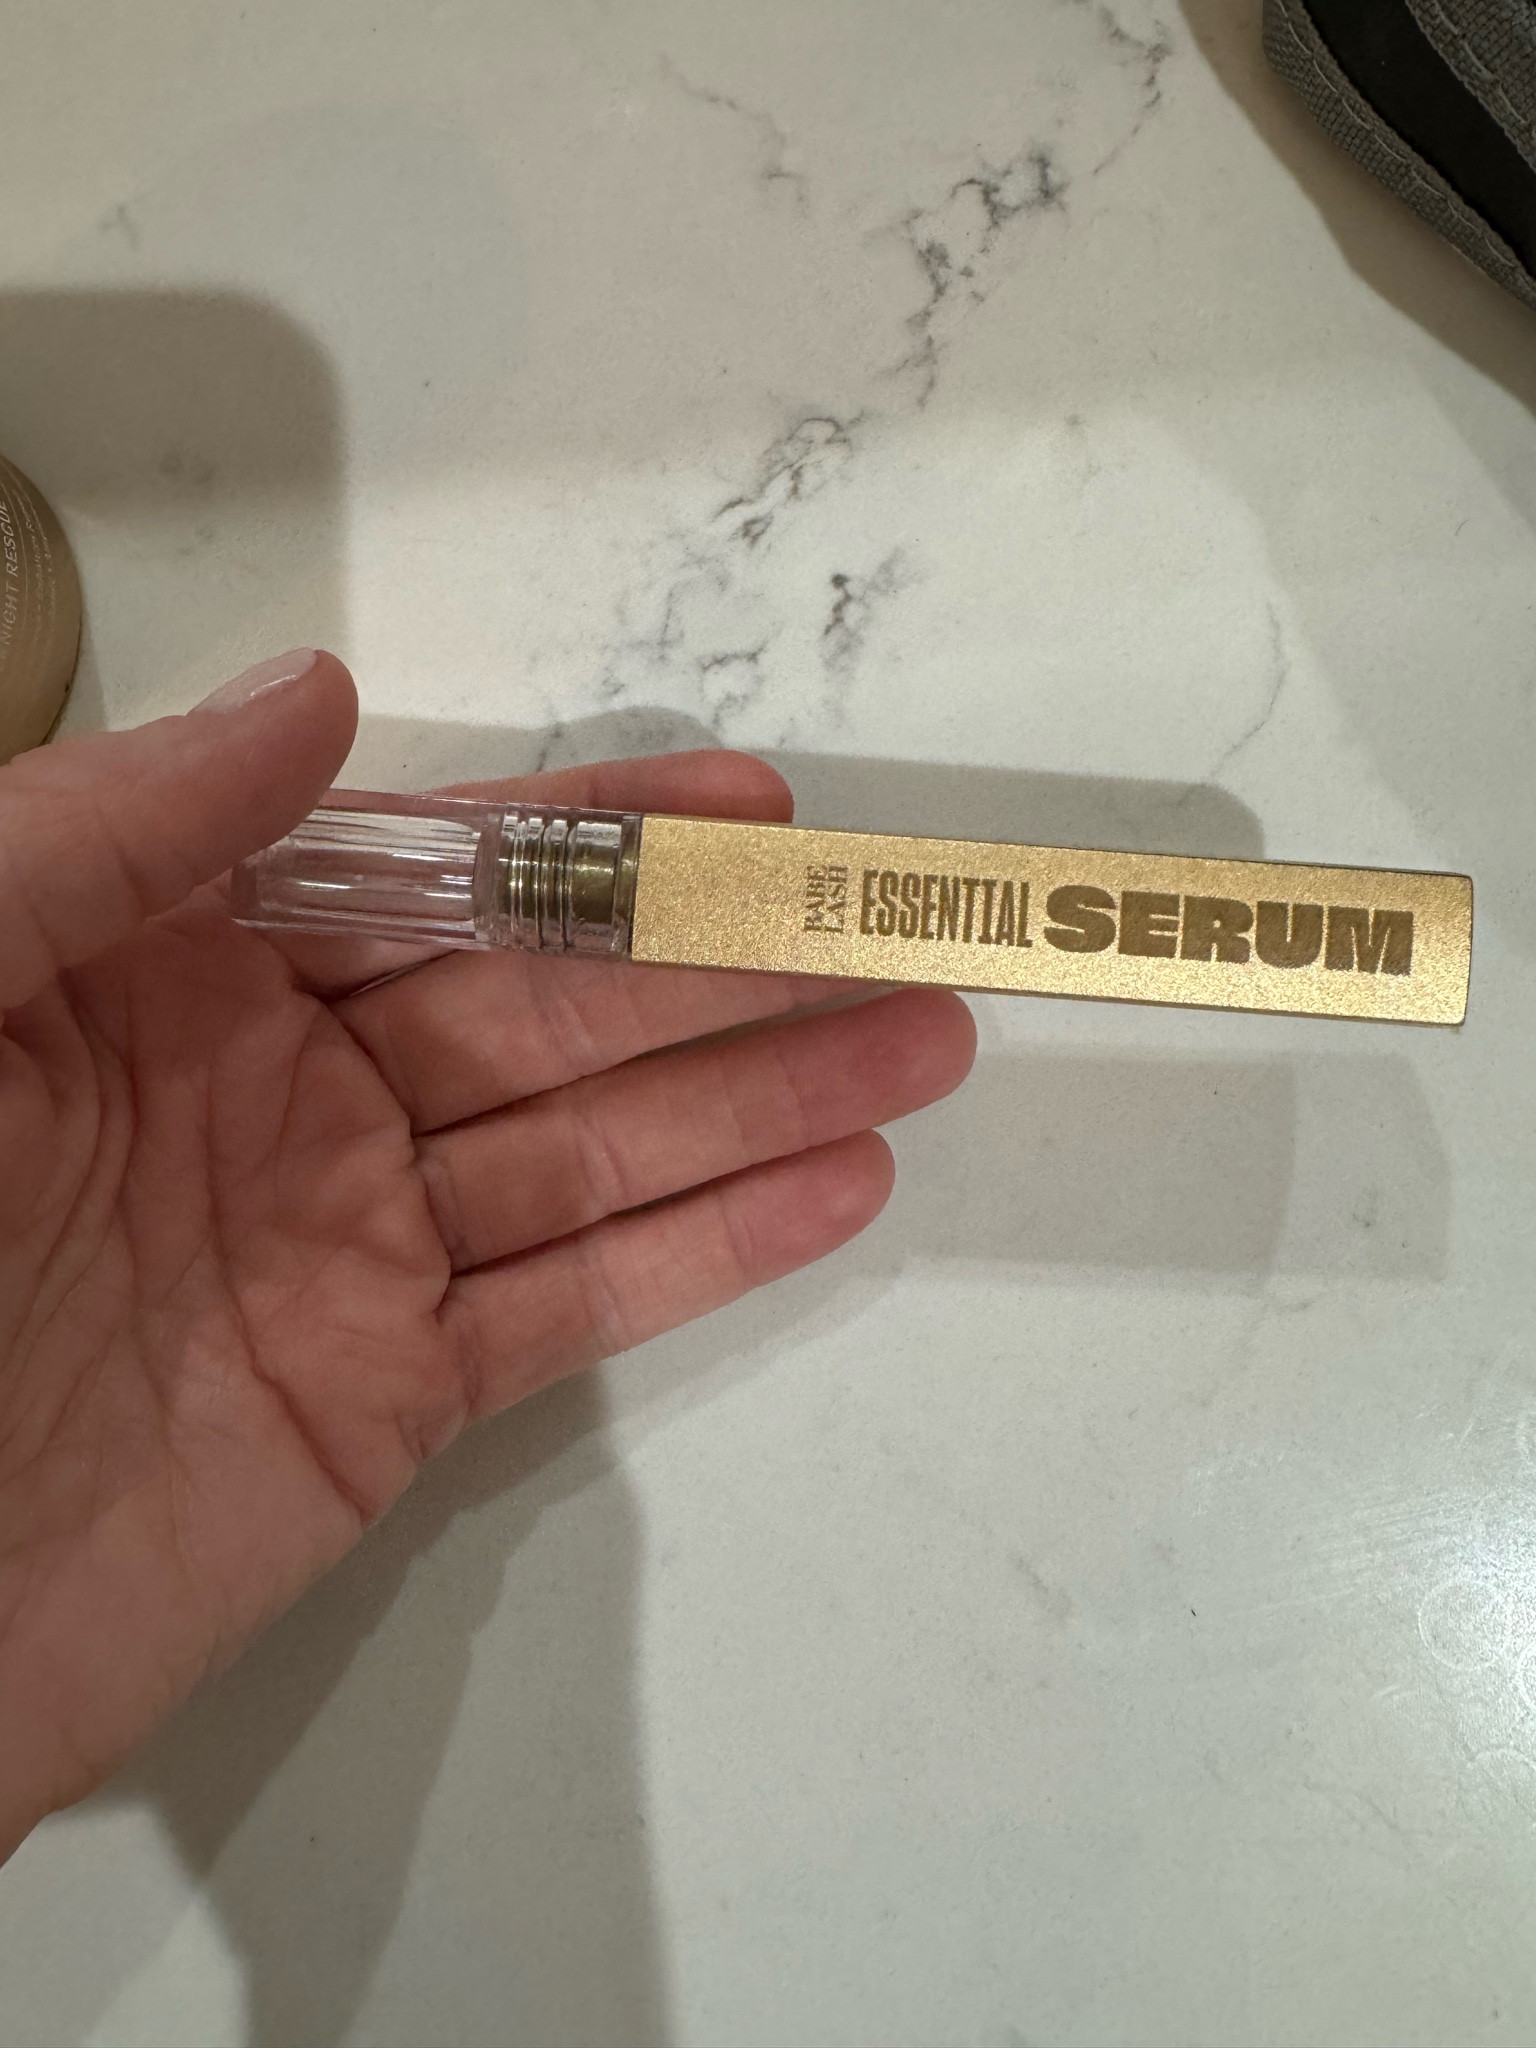 NIGHT RESCUE
BABE
LASH
ESSENTIAL SERUM